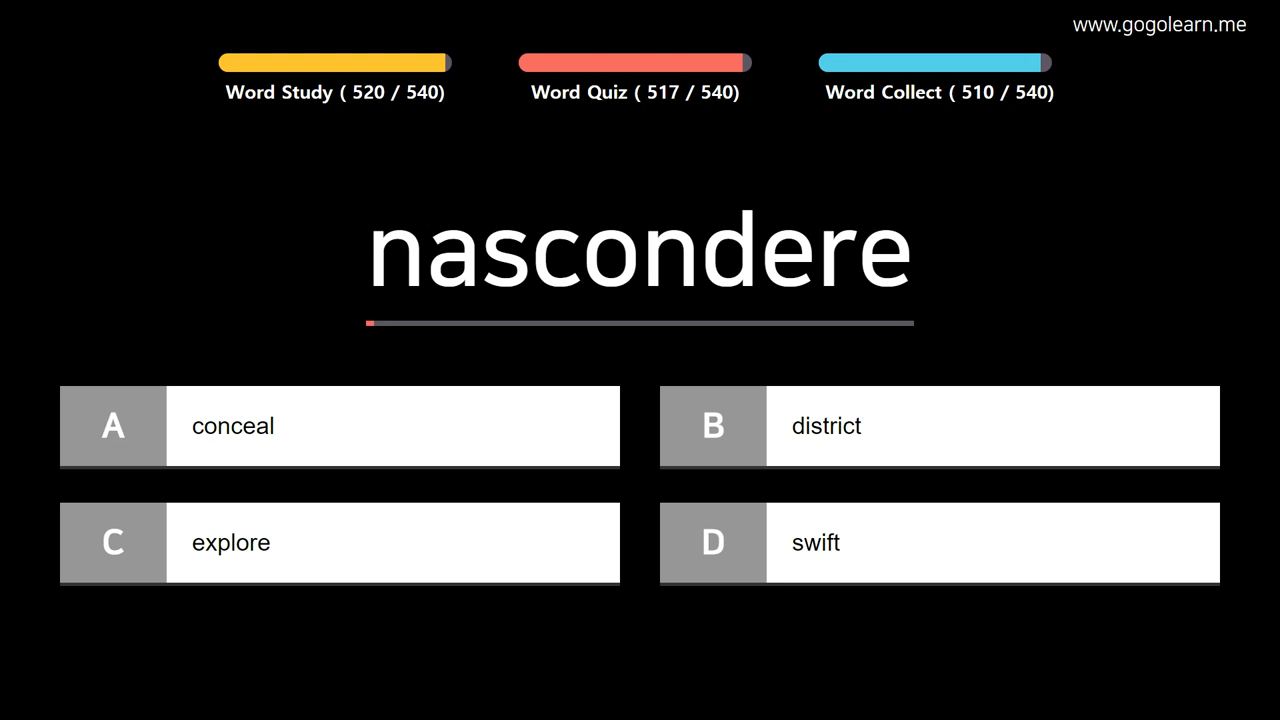 www.gogolearn.me
Word Study ( 520 / 540)
Word Quiz ( 517 / 540)
Word Collect ( 510 / 540)
nascondere
A conceal
B district
C explore
D swift